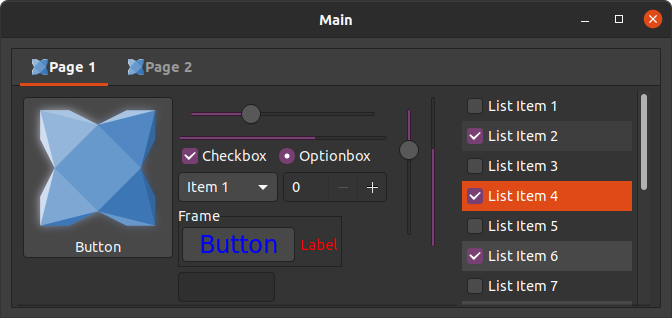 Main
Page 1
Page 2
Button
Checkbox
Optionbox
Item 1
0
Frame
Button
Label
List Item 1
List Item 2
List Item 3
List Item 4
List Item 5
List Item 6
List Item 7